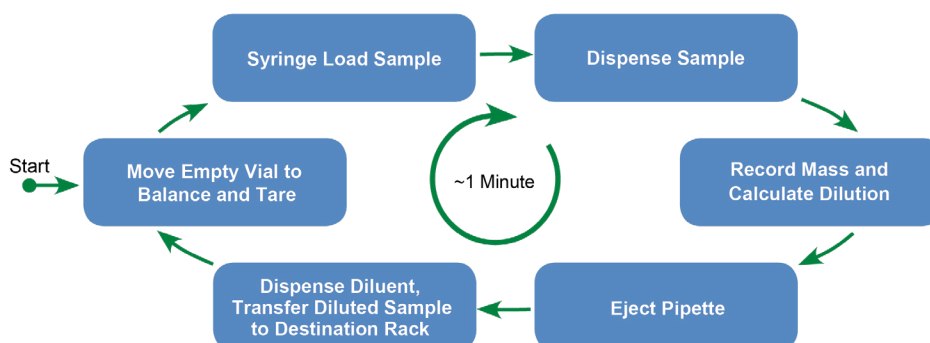 Start
Move Empty Vial to
Balance and Tare
Syringe Load Sample
Dispense Sample
Record Mass and
Calculate Dilution
Eject Pipette
Dispense Diluent,
Transfer Diluted Sample
to Destination Rack
~1 Minute